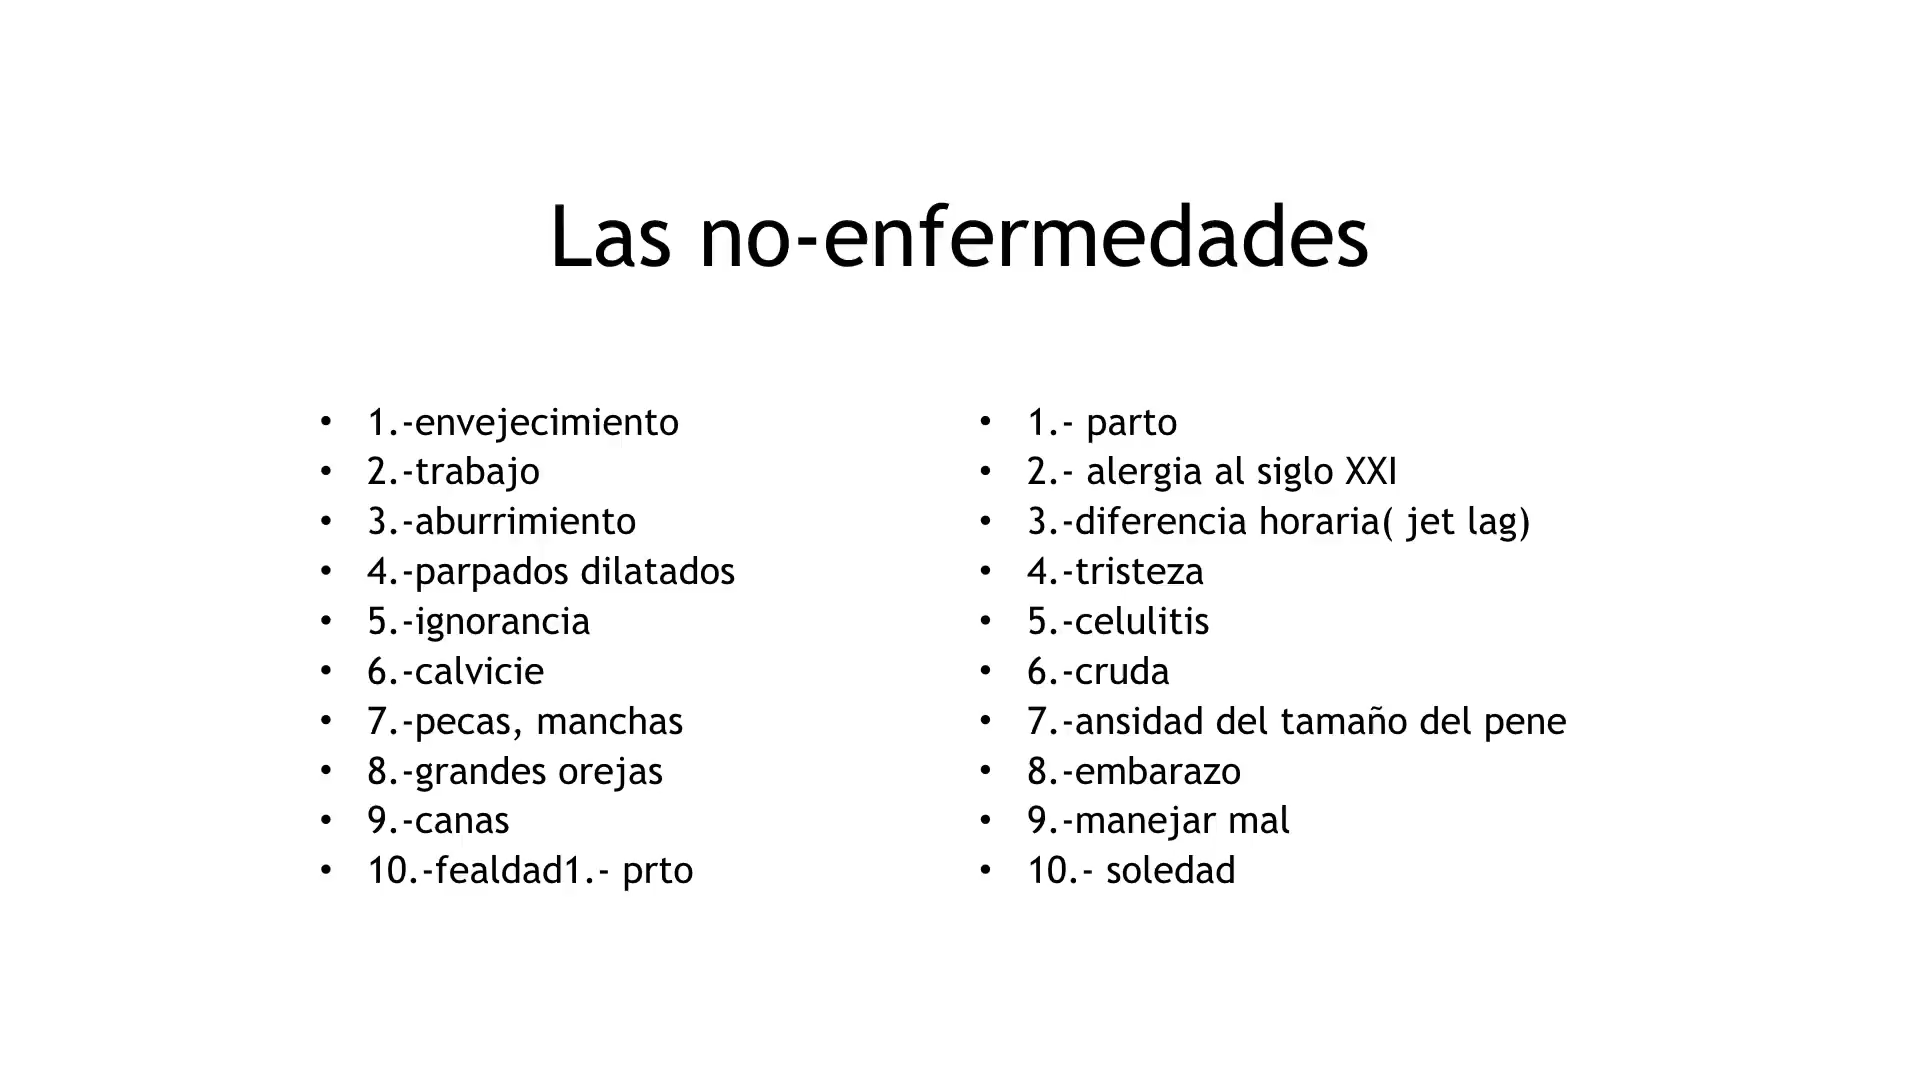 Las no-enfermedades
• 1.-envejecimiento
• 2.-trabajo
• 3.-aburrimiento
• 4.-parpados dilatados
• 5.-ignorancia
• 6.-calvicie
• 7.-pecas, manchas
• 8.-grandes orejas
• 9.-canas
• 10.-fealdad1.- prto
• 1.- parto
• 2.- alergia al siglo XXI
• 3.-diferencia horaria( jet lag)
• 4.-tristeza
• 5.-celulitis
• 6.-cruda
• 7.-ansidad del tamaño del pene
• 8.-embarazo
• 9.-manejar mal
• 10.- soledad